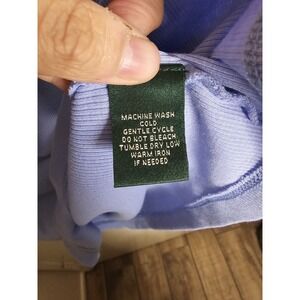 MACHINE WASH
COLD
GENTLE CYCLE
DO NOT BLEACH
TUMBLE DRY LOW
WARM IRON
IF NEEDED